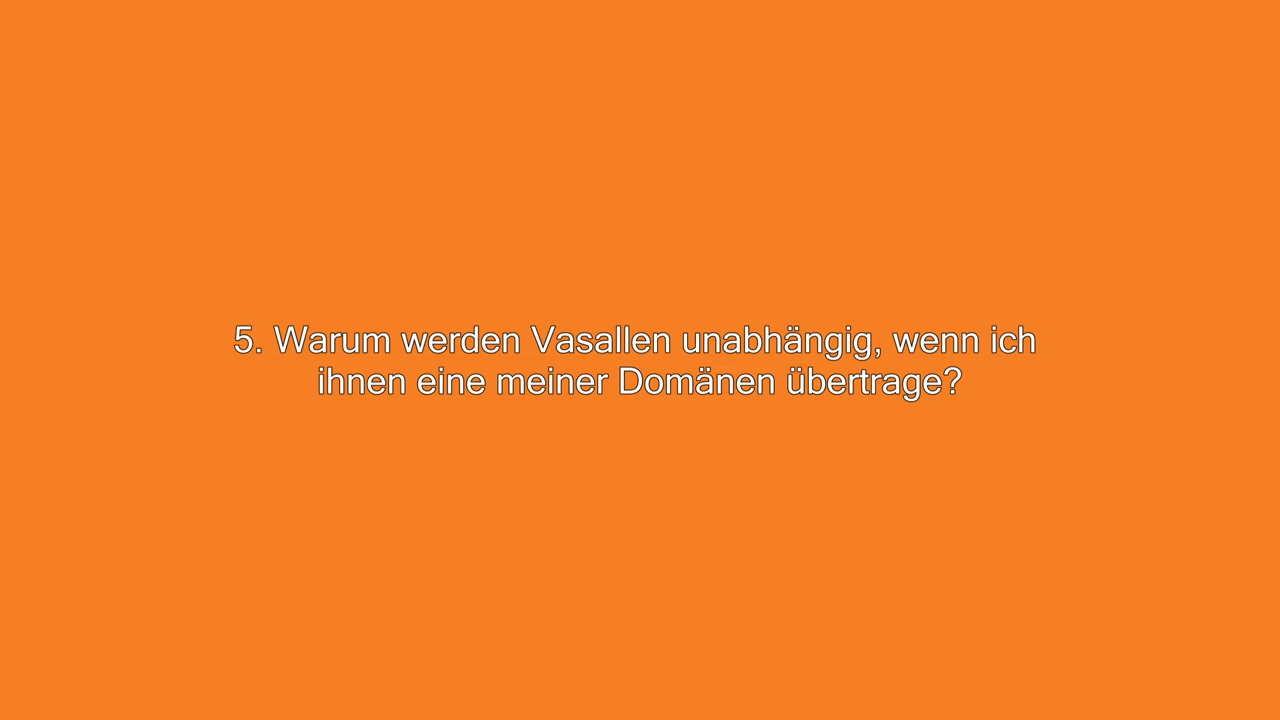 5. Warum werden Vasallen unabhängig, wenn ich
ihnen eine meiner Domänen übertrage?